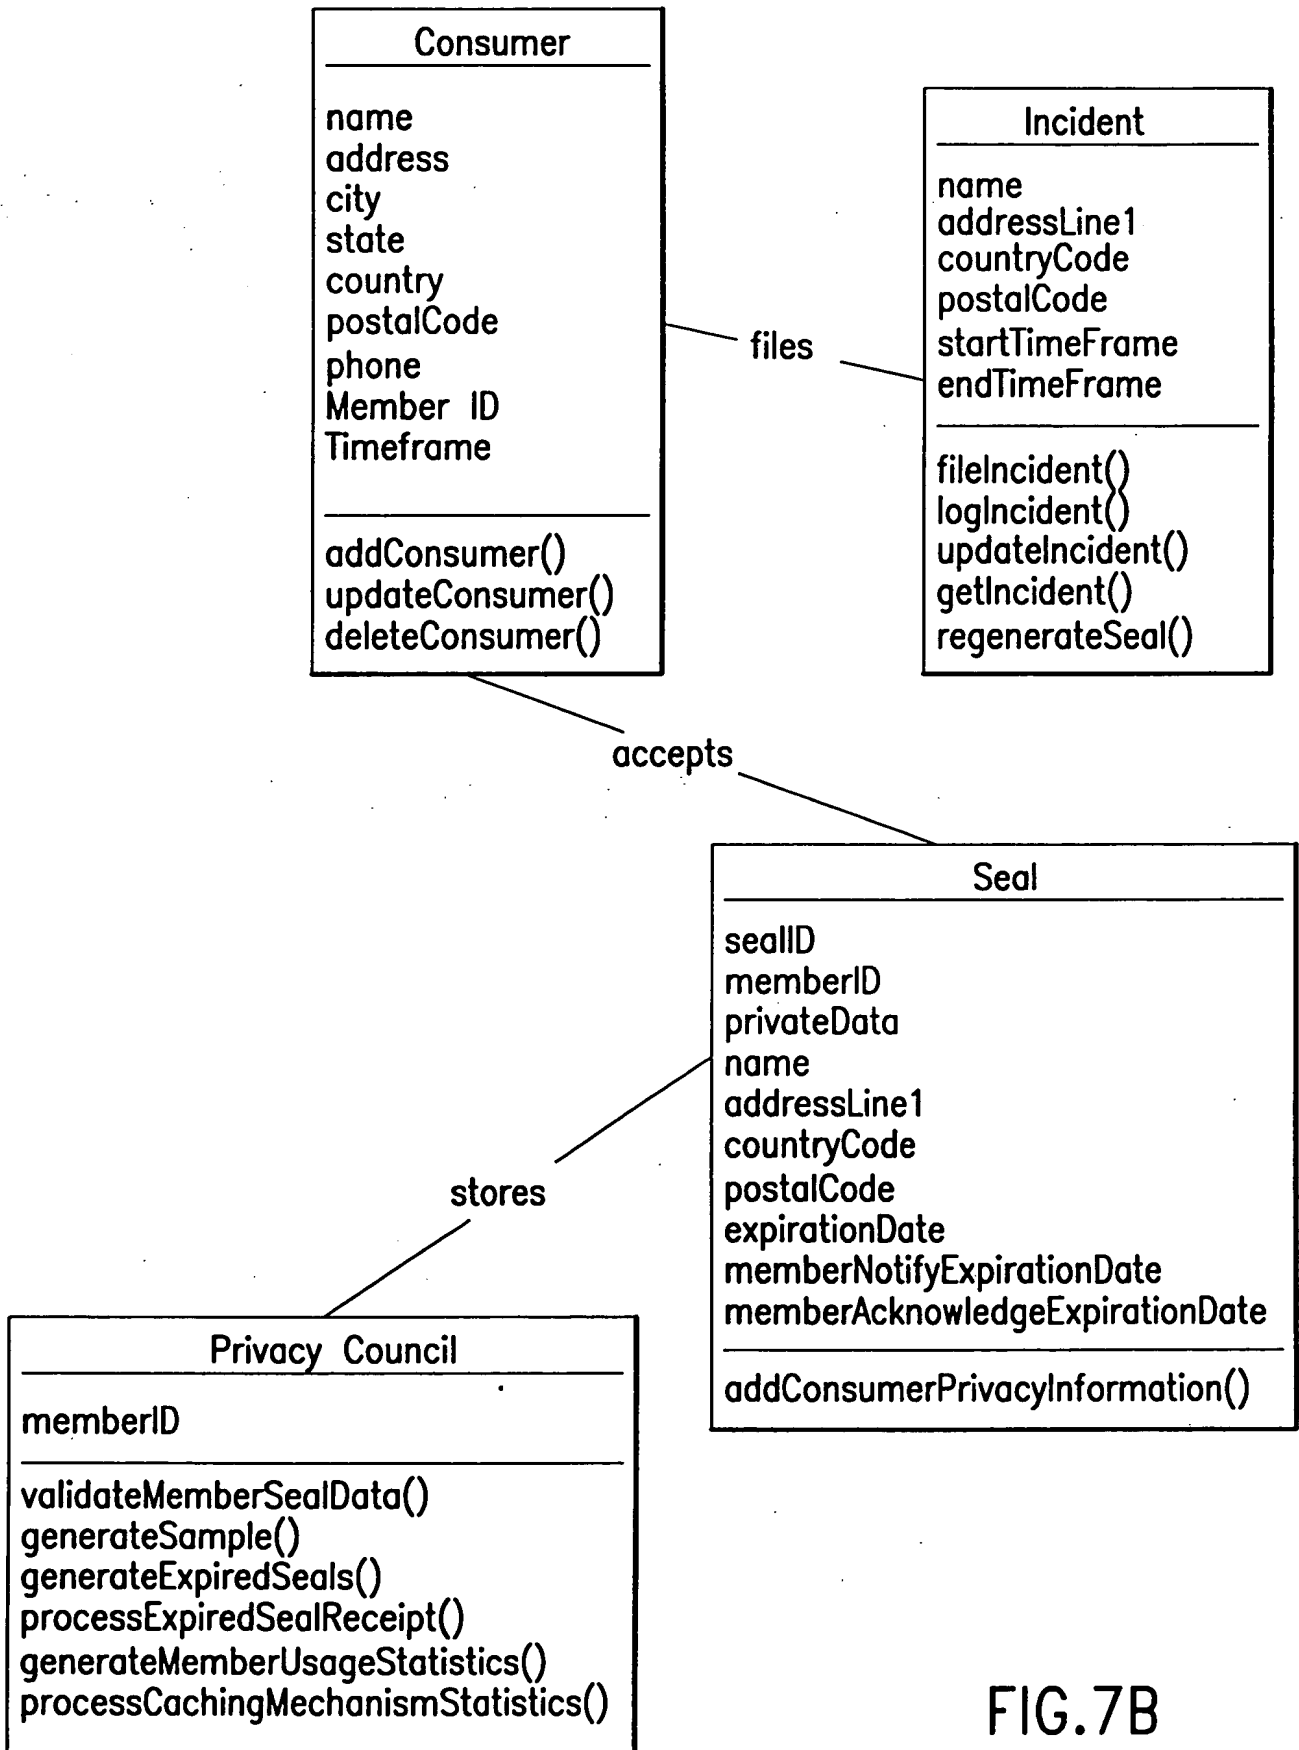 Consumer
name
address
city
state
country
postalCode
phone
Member ID
Timeframe
addConsumer()
updateConsumer()
deleteConsumer()
files
Incident
name
addressLine1
countryCode
postalCode
startTimeFrame
endTimeFrame
fileIncident()
logIncident()
updateIncident()
getIncident()
regenerateSeal()
accepts
Seal
sealID
memberID
privateData
name
addressLine1
countryCode
postalCode
expirationDate
memberNotifyExpirationDate
memberAcknowledgeExpirationDate
addConsumerPrivacyInformation()
stores
Privacy Council
memberID
validateMemberSealData()
generateSample()
generateExpiredSeals()
processExpiredSealReceipt()
generateMemberUsageStatistics()
processCachingMechanismStatistics()
FIG.7B